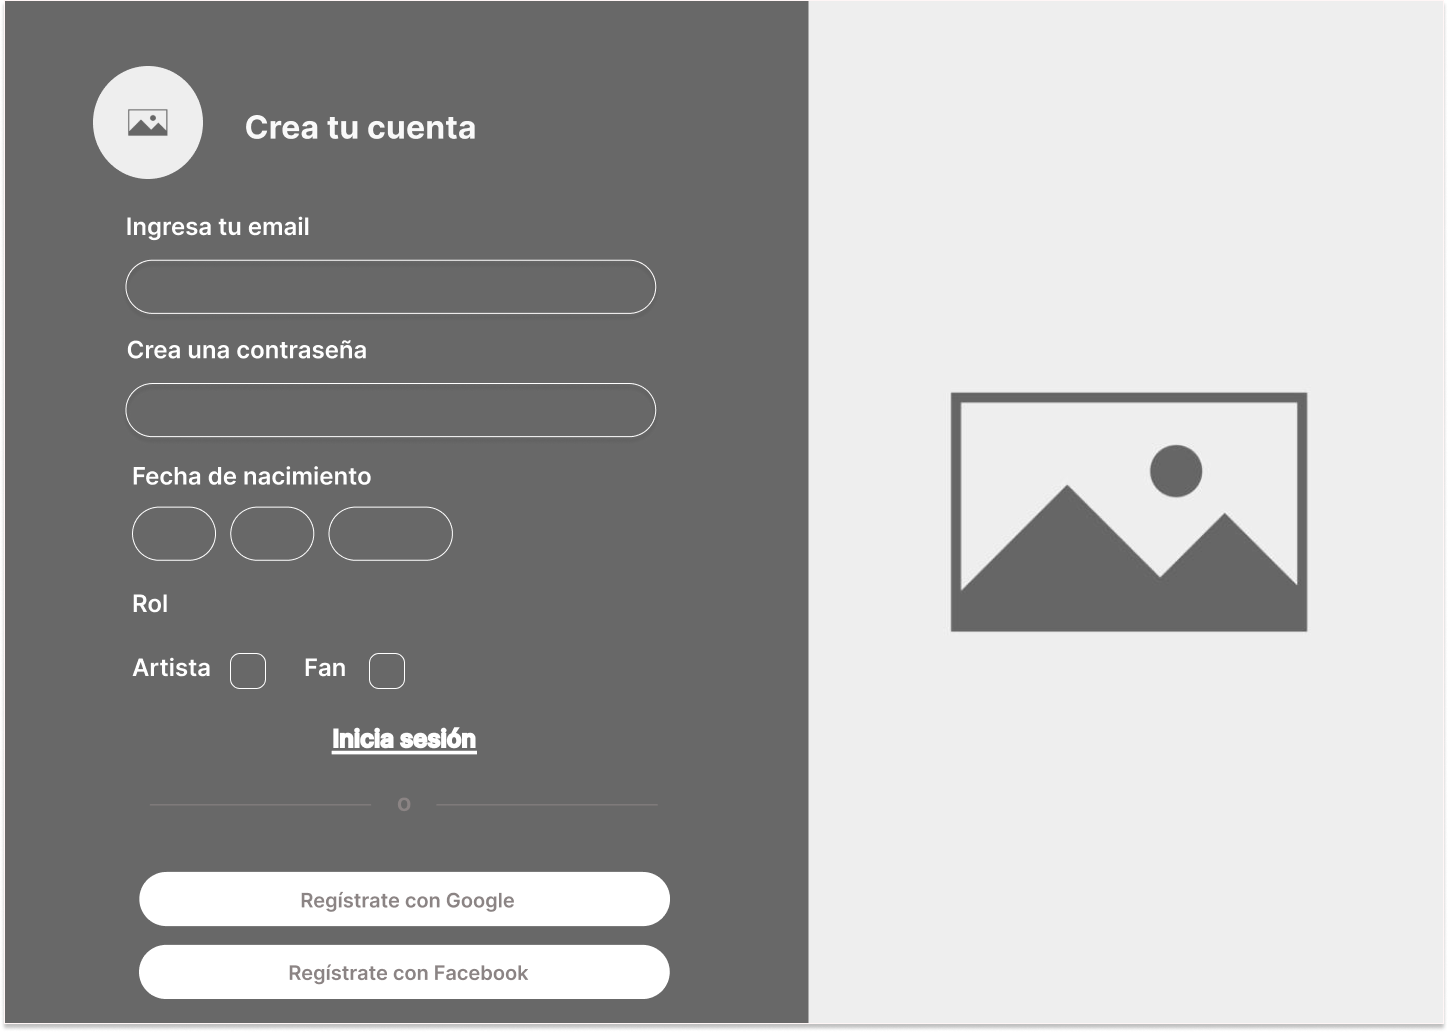 Crea tu cuenta
Ingresa tu email
Crea una contraseña
Fecha de nacimiento
Rol
Artista Fan
Inicia sesión
o
Regístrate con Google
Regístrate con Facebook